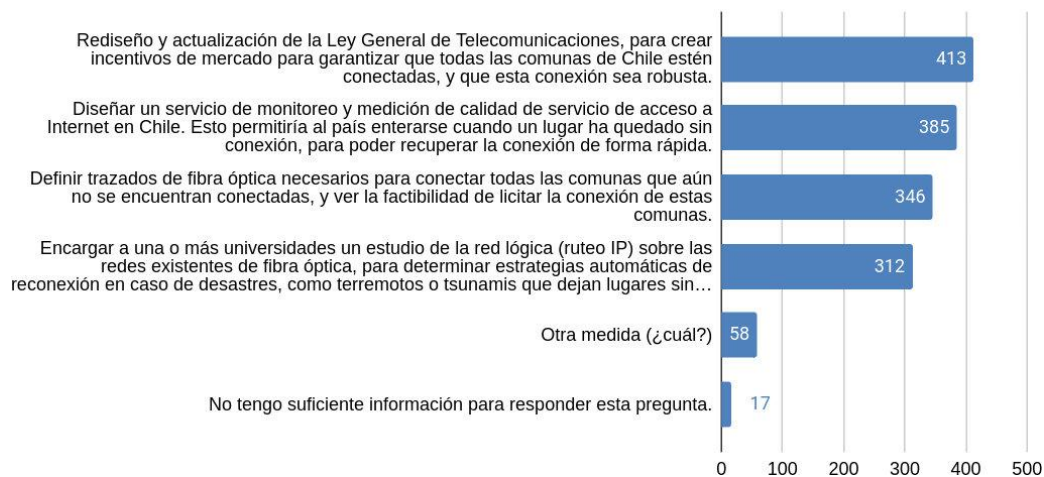 Rediseño y actualización de la Ley General de Telecomunicaciones, para crear
incentivos de mercado para garantizar que todas las comunas de Chile estén
conectadas, y que esta conexión sea robusta.
413
Diseñar un servicio de monitoreo y medición de calidad de servicio de acceso a
Internet en Chile. Esto permitiría al país enterarse cuando un lugar ha quedado sin
conexión, para poder recuperar la conexión de forma rápida.
385
Definir trazados de fibra óptica necesarios para conectar todas las comunas que aún
no se encuentran conectadas, y ver la factibilidad de licitar la conexión de estas
comunas.
346
Encargar a una o más universidades un estudio de la red lógica (ruteo IP) sobre las
redes existentes de fibra óptica, para determinar estrategias automáticas de
reconexión en caso de desastres, como terremotos o tsunamis que dejan lugares sin…
312
Otra medida (¿cuál?)
58
No tengo suficiente información para responder esta pregunta.
17
0 100 200 300 400 500